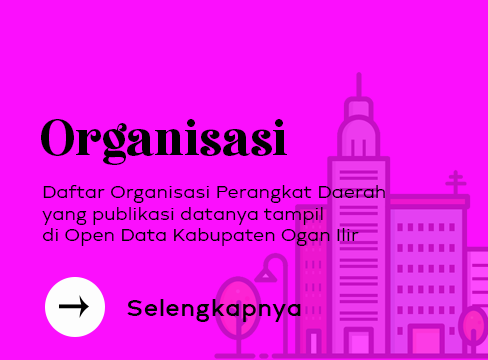 Organisasi
Daftar Organisasi Perangkat Daerah
yang publikasi datanya tampil
di Open Data Kabupaten Ogan Ilir
Selengkapnya